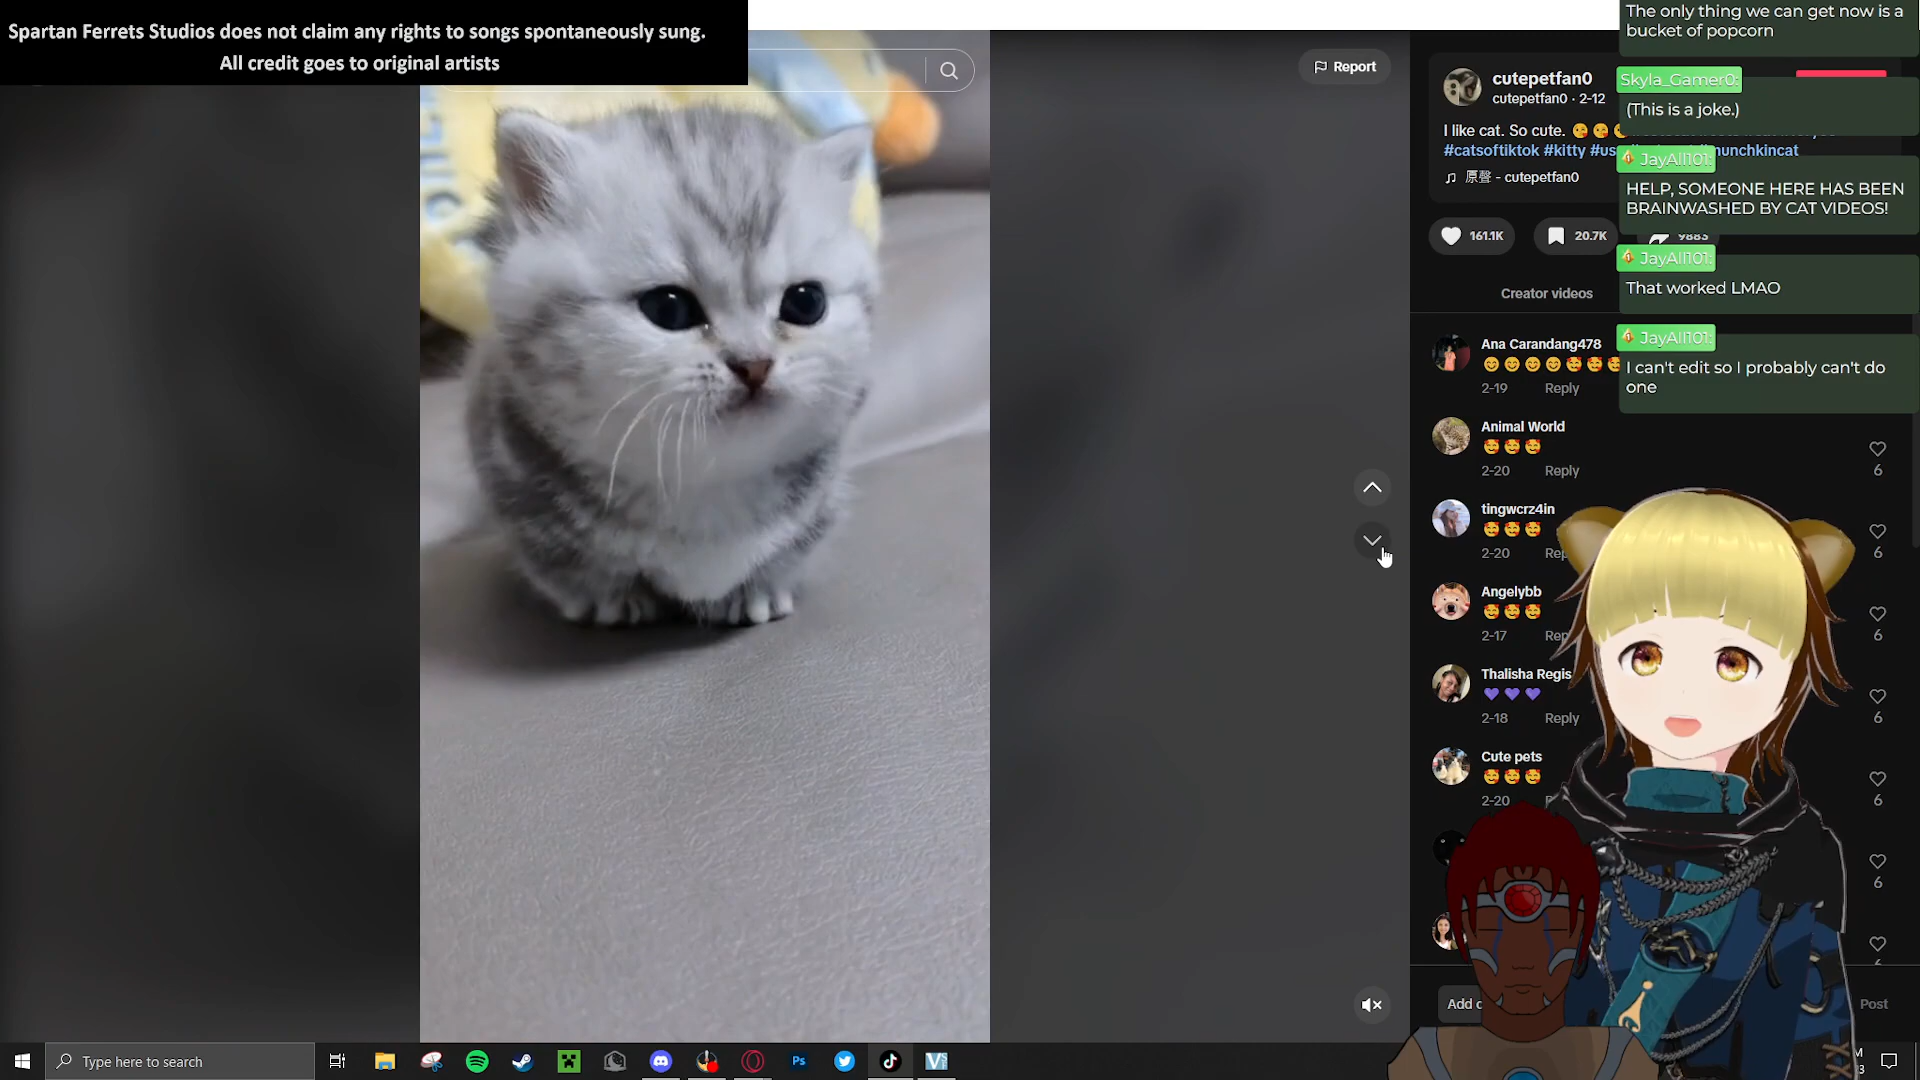 Spartan Ferrets Studios does not claim any rights to songs spontaneously sung.
All credit goes to original artists
Report
cutepetfan0
cutepetfan0 · 2-12
I like cat. So cute. 😘 😘
#catsoftiktok #kitty
原聲 - cutepetfan0
161.1K
20.7K
9883
Creator videos
Ana Carandang478
😊 😊 😊 😊 🥰 🥰
2-19 Reply
Animal World
🥰 🥰 🥰
2-20 Reply
6
tingwcrz4in
🥰 🥰 🥰
2-20
6
Angelybb
🥰 🥰 🥰
2-17
6
Thalisha Regis
💜 💜 💜
2-18 Reply
6
Cute pets
🥰 🥰 🥰
2-20
6
6
Add
Post
The only thing we can get now is a
bucket of popcorn
Skyla_Gamer0:
(This is a joke.)
JayAll101:
HELP, SOMEONE HERE HAS BEEN
BRAINWASHED BY CAT VIDEOS!
JayAll101:
That worked LMAO
JayAll101:
I can't edit so I probably can't do
one
Type here to search
Ps